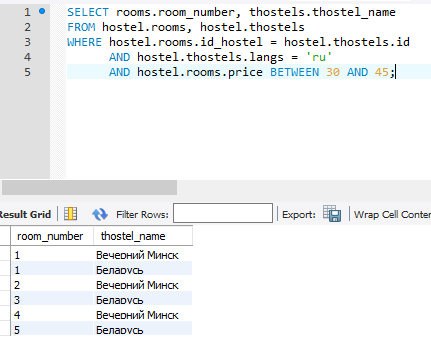 1 SELECT rooms.room_number, thostels.thostel_name
2 FROM hostel.rooms, hostel.thostels
3 WHERE hostel.rooms.id_hostel = hostel.thostels.id
4 AND hostel.thostels.langs = 'ru'
5 AND hostel.rooms.price BETWEEN 30 AND 45;
Result Grid Filter Rows: Export: Wrap Cell Conten
room_number thostel_name
1 Вечерний Минск
1 Беларусь
2 Вечерний Минск
3 Беларусь
4 Вечерний Минск
5 Беларусь